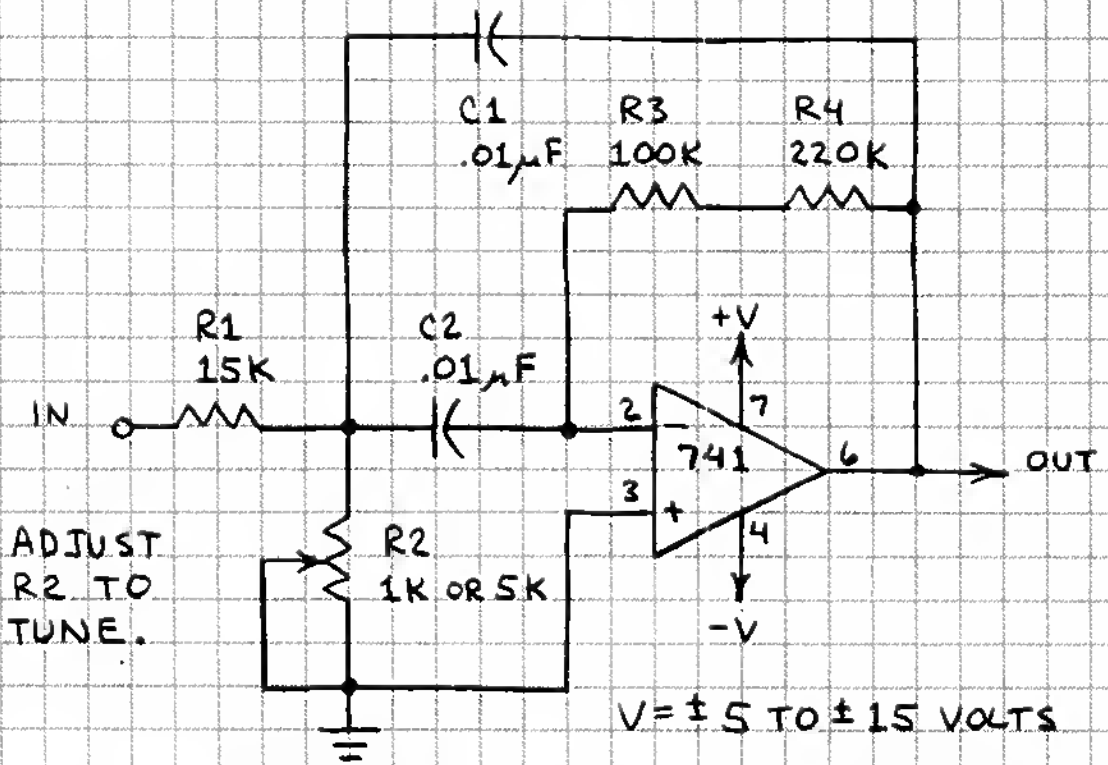 C1
.01µF
R3
100K
R4
220K
R1
15K
C2
.01µF
+V
IN
2
-
7
741
6
OUT
3
+
4
ADJUST
R2 TO
TUNE.
R2
1K OR 5K
-V
V=±5 TO ±15 VOLTS